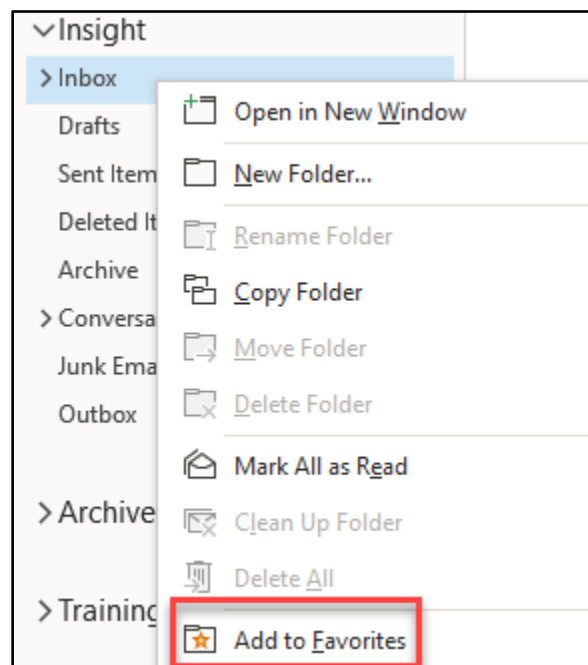 Insight
Inbox
Open in New Window
Drafts
Sent Item
New Folder...
Deleted It
Rename Folder
Archive
Copy Folder
Conversa
Move Folder
Junk Ema
Delete Folder
Outbox
Mark All as Read
Archive
Clean Up Folder
Delete All
Training
Add to Favorites